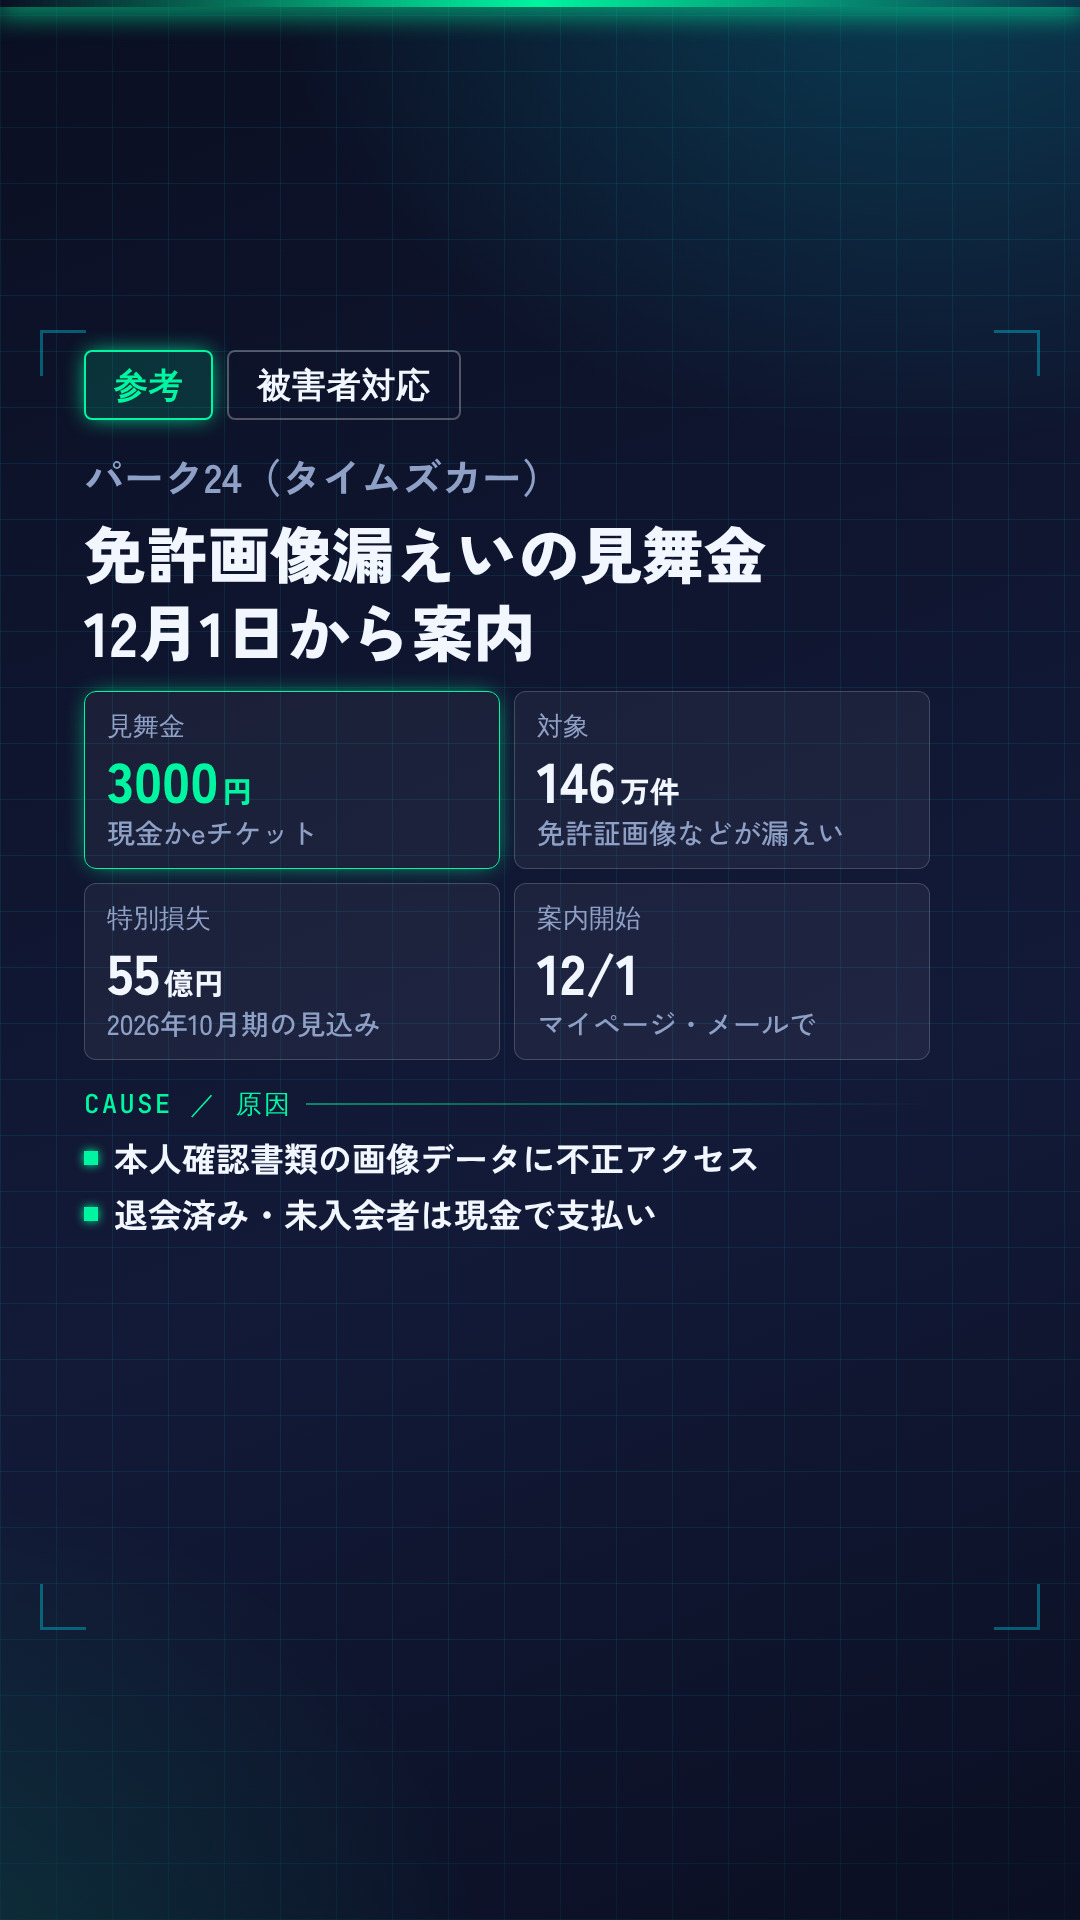 参考
被害者対応
パーク24（タイムズカー）
免許画像漏えいの見舞金
12月1日から案内
見舞金
3000円
現金かeチケット
対象
146万件
免許証画像などが漏えい
特別損失
55億円
2026年10月期の見込み
案内開始
12/1
マイページ・メールで
CAUSE ／ 原因
本人確認書類の画像データに不正アクセス
退会済み・未入会者は現金で支払い